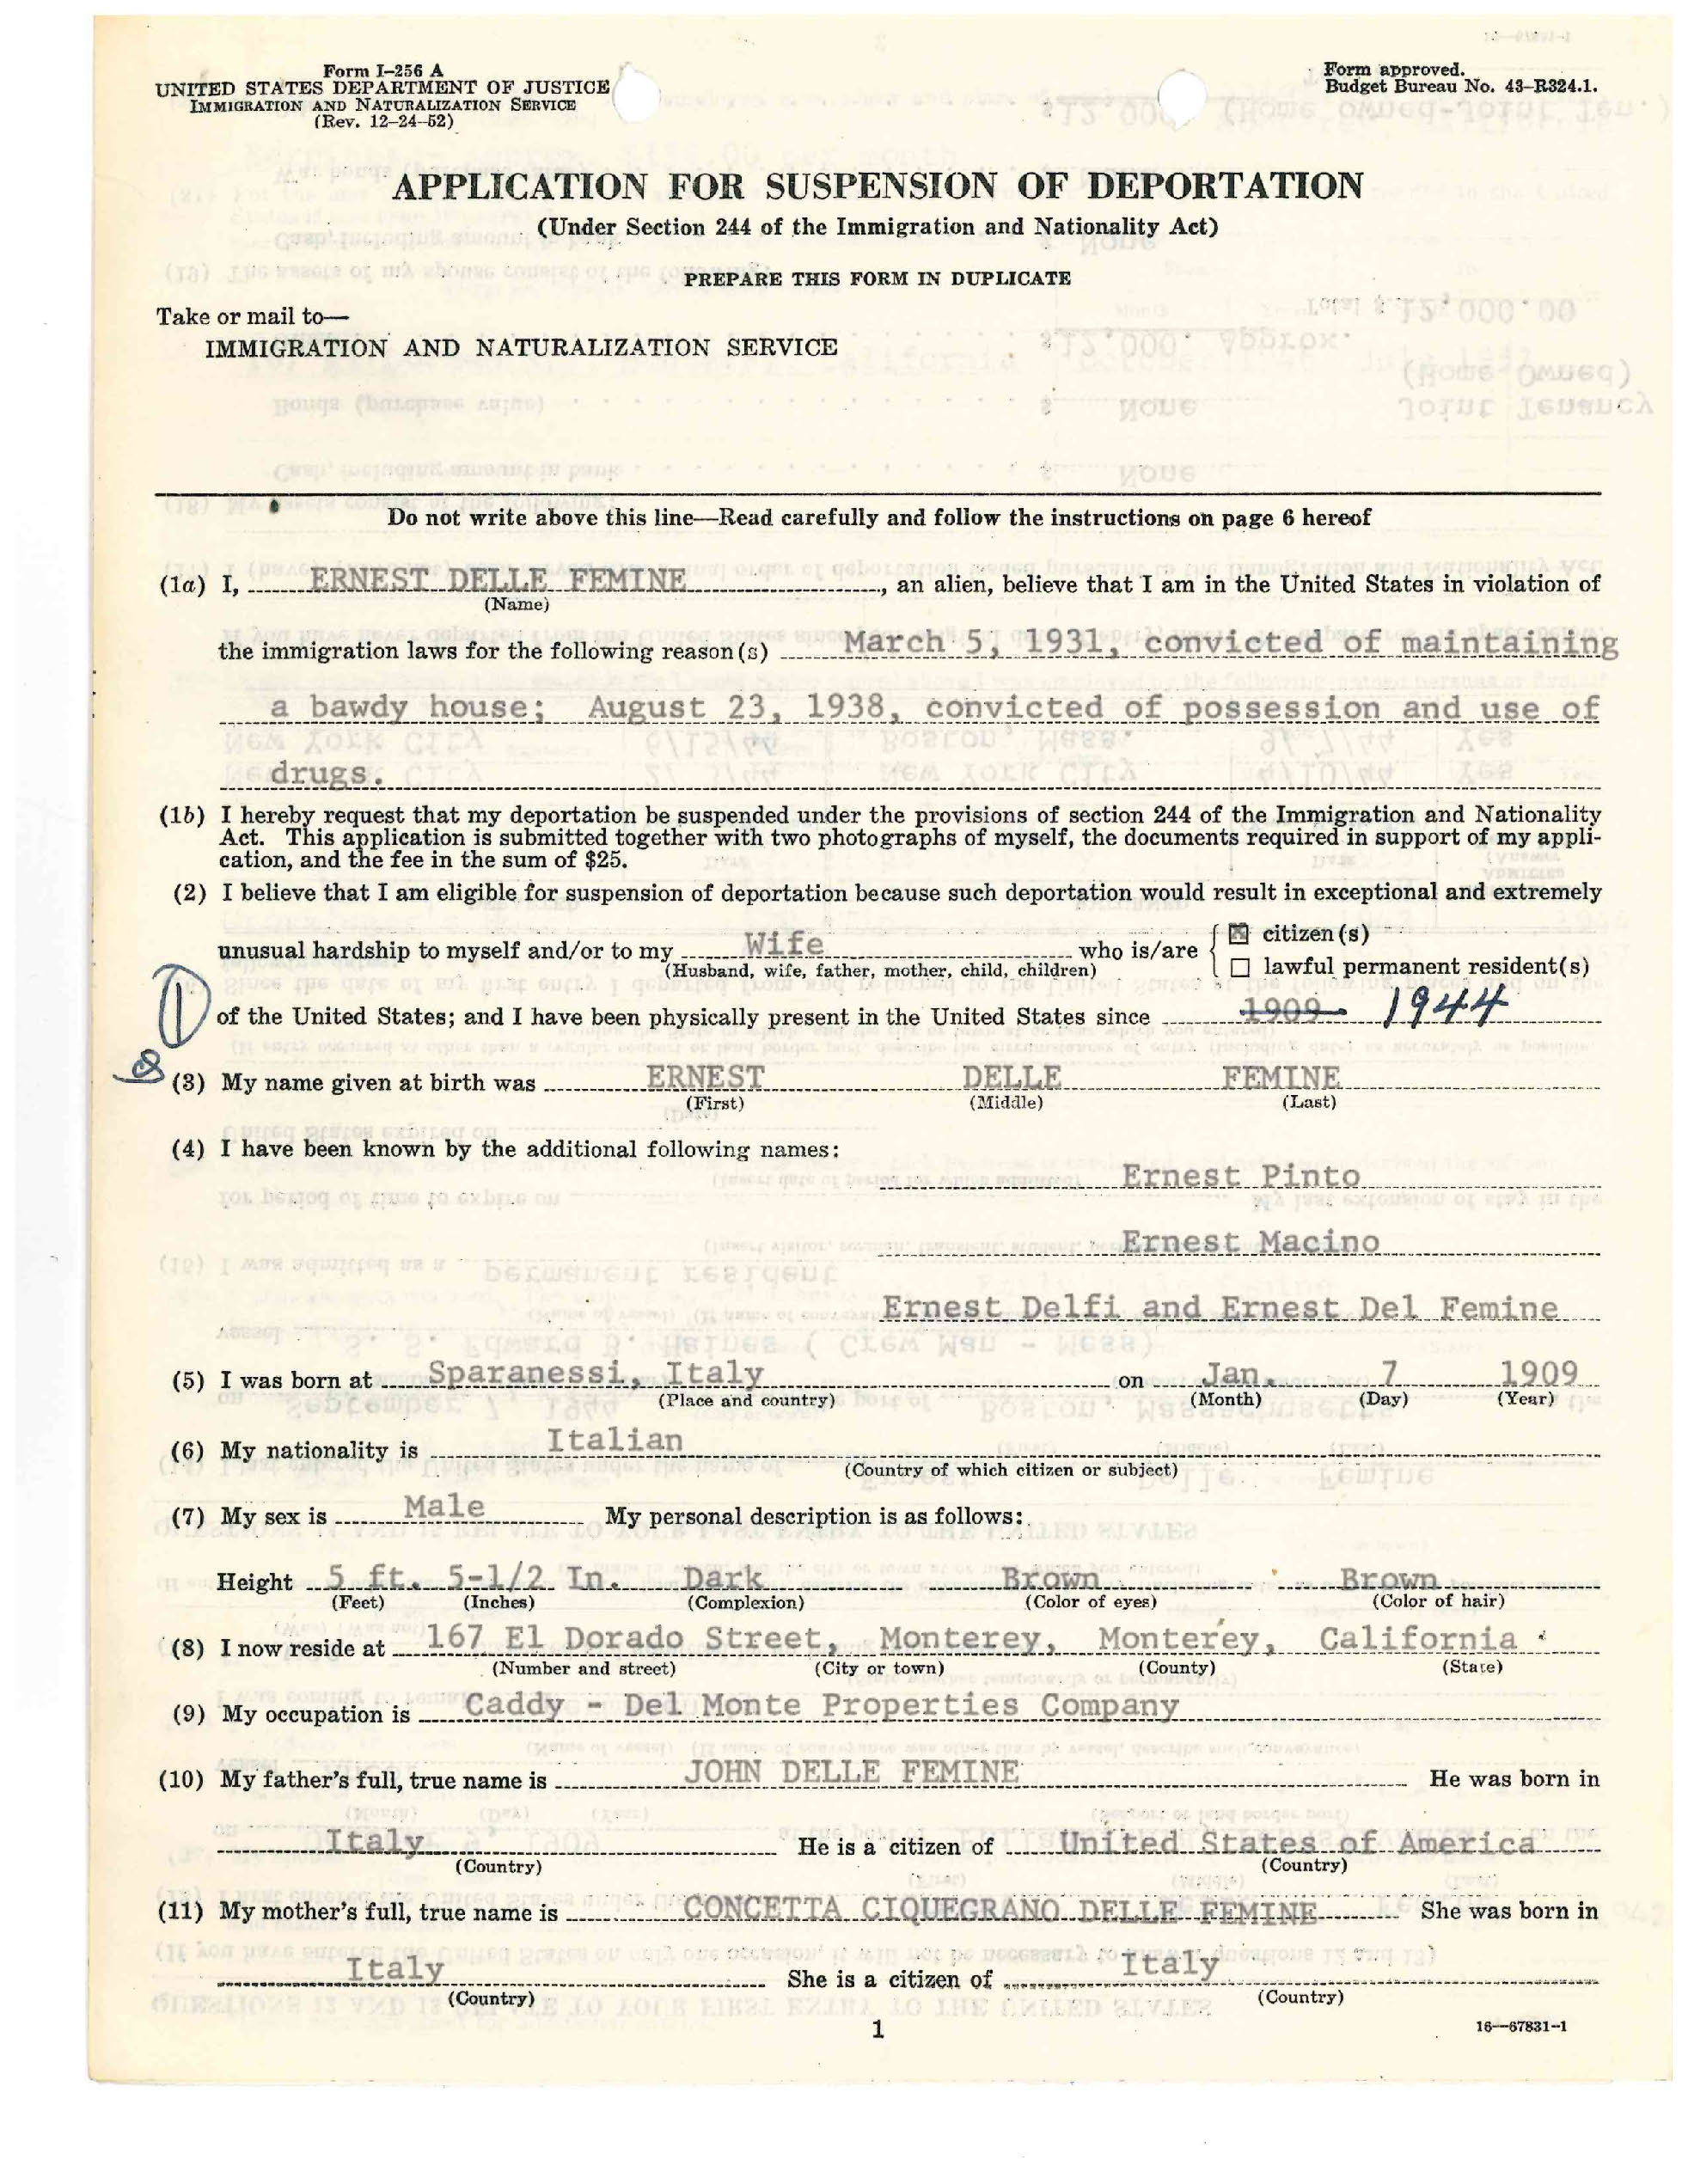 Form I-256 A
UNITED STATES DEPARTMENT OF JUSTICE
IMMIGRATION AND NATURALIZATION SERVICE
(Rev. 12-24-52)
Form approved.
Budget Bureau No. 43-R324.1.
APPLICATION FOR SUSPENSION OF DEPORTATION
(Under Section 244 of the Immigration and Nationality Act)
PREPARE THIS FORM IN DUPLICATE
Take or mail to—
IMMIGRATION AND NATURALIZATION SERVICE
Do not write above this line—Read carefully and follow the instructions on page 6 hereof
(1a) I, ERNEST DELLE FEMINE, an alien, believe that I am in the United States in violation of
(Name)
the immigration laws for the following reason(s) March 5, 1931, convicted of maintaining
a bawdy house; August 23, 1938, convicted of possession and use of
drugs.
(1b) I hereby request that my deportation be suspended under the provisions of section 244 of the Immigration and Nationality
Act. This application is submitted together with two photographs of myself, the documents required in support of my appli-
cation, and the fee in the sum of $25.
(2) I believe that I am eligible for suspension of deportation because such deportation would result in exceptional and extremely
unusual hardship to myself and/or to my Wife who is/are { ☒ citizen(s)
(Husband, wife, father, mother, child, children) ☐ lawful permanent resident(s)
of the United States; and I have been physically present in the United States since 1909 1944
(3) My name given at birth was ERNEST DELLE FEMINE
(First) (Middle) (Last)
(4) I have been known by the additional following names:
Ernest Pinto
Ernest Macino
Ernest Delfi and Ernest Del Femine
(5) I was born at Sparanessi, Italy on Jan. 7 1909
(Place and country) (Month) (Day) (Year)
(6) My nationality is Italian
(Country of which citizen or subject)
(7) My sex is Male My personal description is as follows:
Height 5 ft. 5-1/2 In. Dark Brown Brown
(Feet) (Inches) (Complexion) (Color of eyes) (Color of hair)
(8) I now reside at 167 El Dorado Street, Monterey, Monterey, California
(Number and street) (City or town) (County) (State)
(9) My occupation is Caddy - Del Monte Properties Company
(10) My father's full, true name is JOHN DELLE FEMINE He was born in
Italy He is a citizen of United States of America
(Country) (Country)
(11) My mother's full, true name is CONCETTA CIQUEGRANO DELLE FEMINE She was born in
Italy She is a citizen of Italy
(Country) (Country)
1
16—67831-1